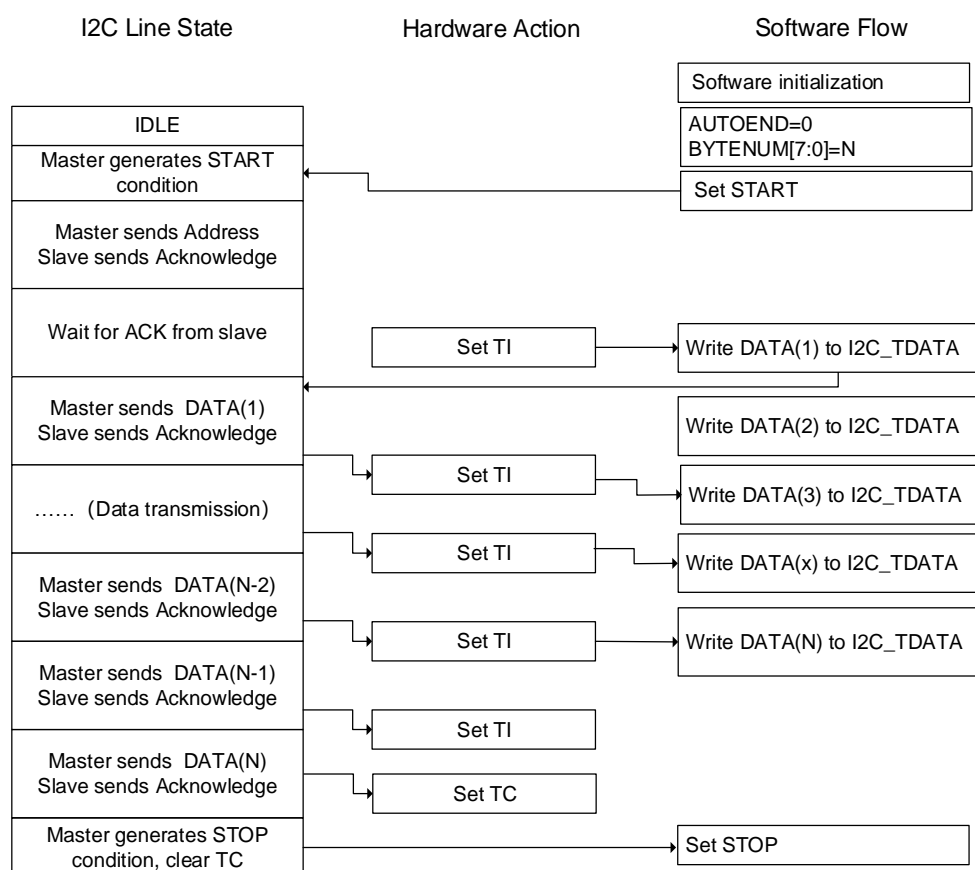 I2C Line State
Hardware Action
Software Flow
Software initialization
IDLE
AUTOEND=0
BYTENUM[7:0]=N
Master generates START
condition
Set START
Master sends Address
Slave sends Acknowledge
Wait for ACK from slave
Set TI
Write DATA(1) to I2C_TDATA
Master sends DATA(1)
Slave sends Acknowledge
Write DATA(2) to I2C_TDATA
Set TI
Write DATA(3) to I2C_TDATA
…… (Data transmission)
Set TI
Write DATA(x) to I2C_TDATA
Master sends DATA(N-2)
Slave sends Acknowledge
Set TI
Write DATA(N) to I2C_TDATA
Master sends DATA(N-1)
Slave sends Acknowledge
Set TI
Master sends DATA(N)
Slave sends Acknowledge
Set TC
Master generates STOP
condition, clear TC
Set STOP